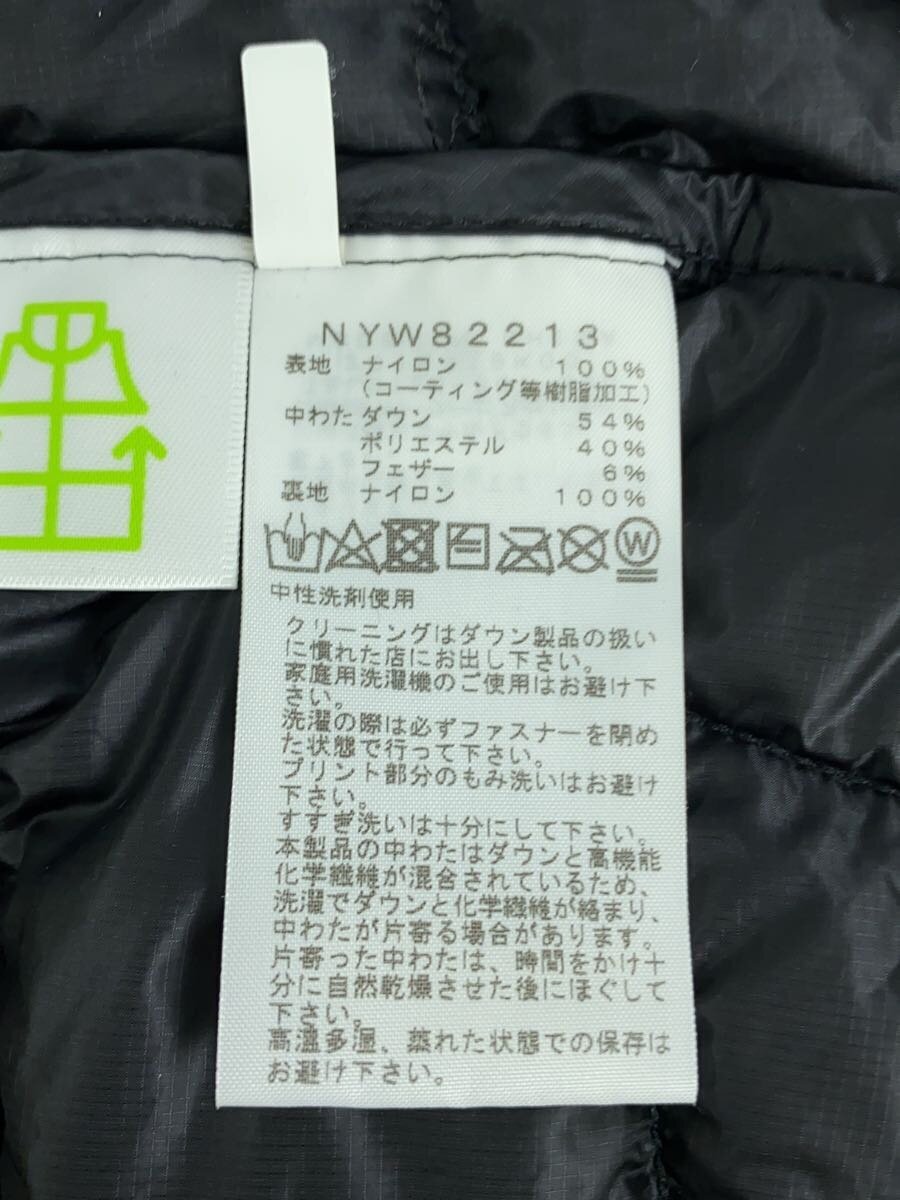 NYW82213
表地 ナイロン 100%
(コーティング等樹脂加工)
中わた ダウン 54%
ポリエステル 40%
フェザー 6%
裏地 ナイロン 100%
W
中性洗剤使用
クリーニングはダウン製品の扱い
に慣れた店にお出し下さい。
家庭用洗濯機のご使用はお避け下
さい。
洗濯の際は必ずファスナーを閉め
た状態で行って下さい。
プリント部分のもみ洗いはお避け
下さい。
すすぎ洗いは十分にして下さい。
本製品の中わたはダウンと高機能
化学繊維が混合されているため、
洗濯でダウンと化学繊維が絡まり、
中わたが片寄る場合があります。
片寄った中わたは、時間をかけ十
分に自然乾燥させた後にほぐして
下さい。
高温多湿、蒸れた状態での保存は
お避け下さい。